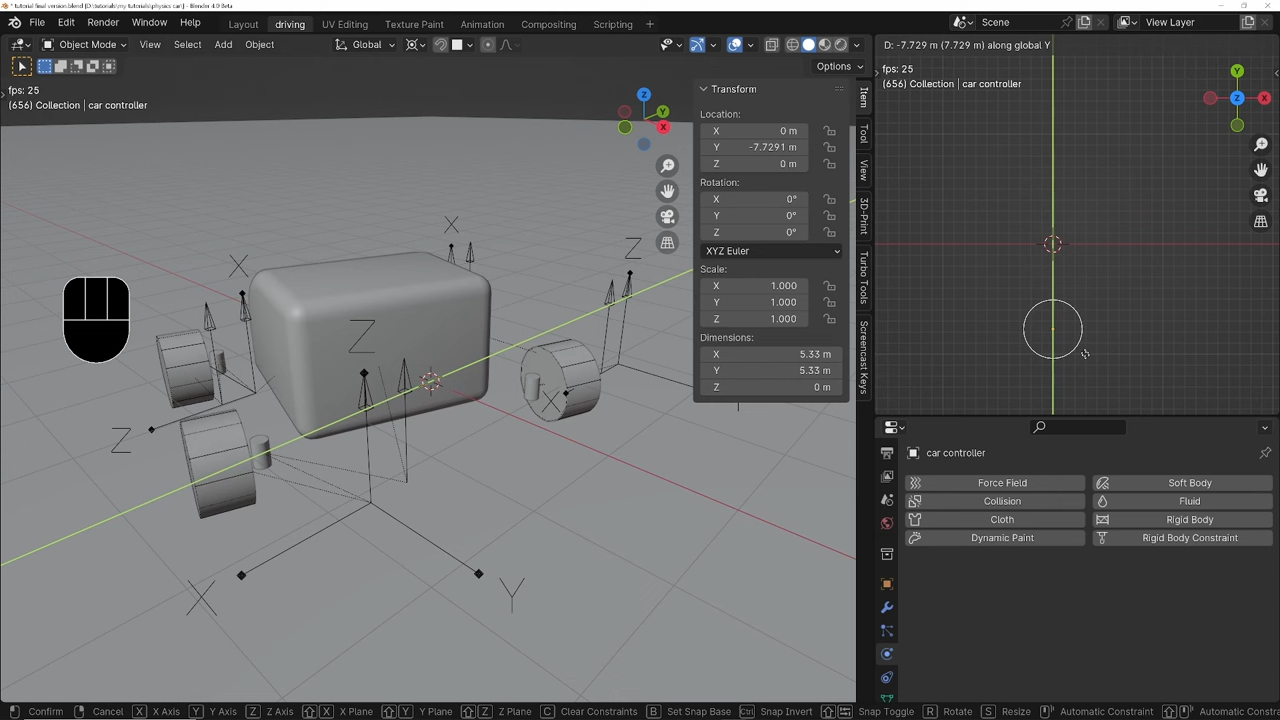 * tutorial final version.blend [D:\tutorials\my tutorials\physics car\] - Blender 4.0 Beta
File Edit Render Window Help Layout driving UV Editing Texture Paint Animation Compositing Scripting + Scene View Layer
Object Mode View Select Add Object Global D: -7.729 m (7.729 m) along global Y
Options
fps: 25
(656) Collection | car controller
fps: 25
(656) Collection | car controller
Z
Y
X
Y
Z
X
Transform
Location:
X 0 m
Y -7.7291 m
Z 0 m
Rotation:
X 0°
Y 0°
Z 0°
XYZ Euler
Scale:
X 1.000
Y 1.000
Z 1.000
Dimensions:
X 5.33 m
Y 5.33 m
Z 0 m
Item
Tool
View
3D-Print
Turbo Tools
Screencast Keys
X
Z
X
Z
X
Z
X
Y
car controller
Force Field Soft Body
Collision Fluid
Cloth Rigid Body
Dynamic Paint Rigid Body Constraint
Confirm Cancel X X Axis Y Y Axis Z Z Axis X X Plane Y Y Plane Z Z Plane C Clear Constraints B Set Snap Base Ctrl Snap Invert Snap Toggle R Rotate S Resize Automatic Constraint Automatic Constra